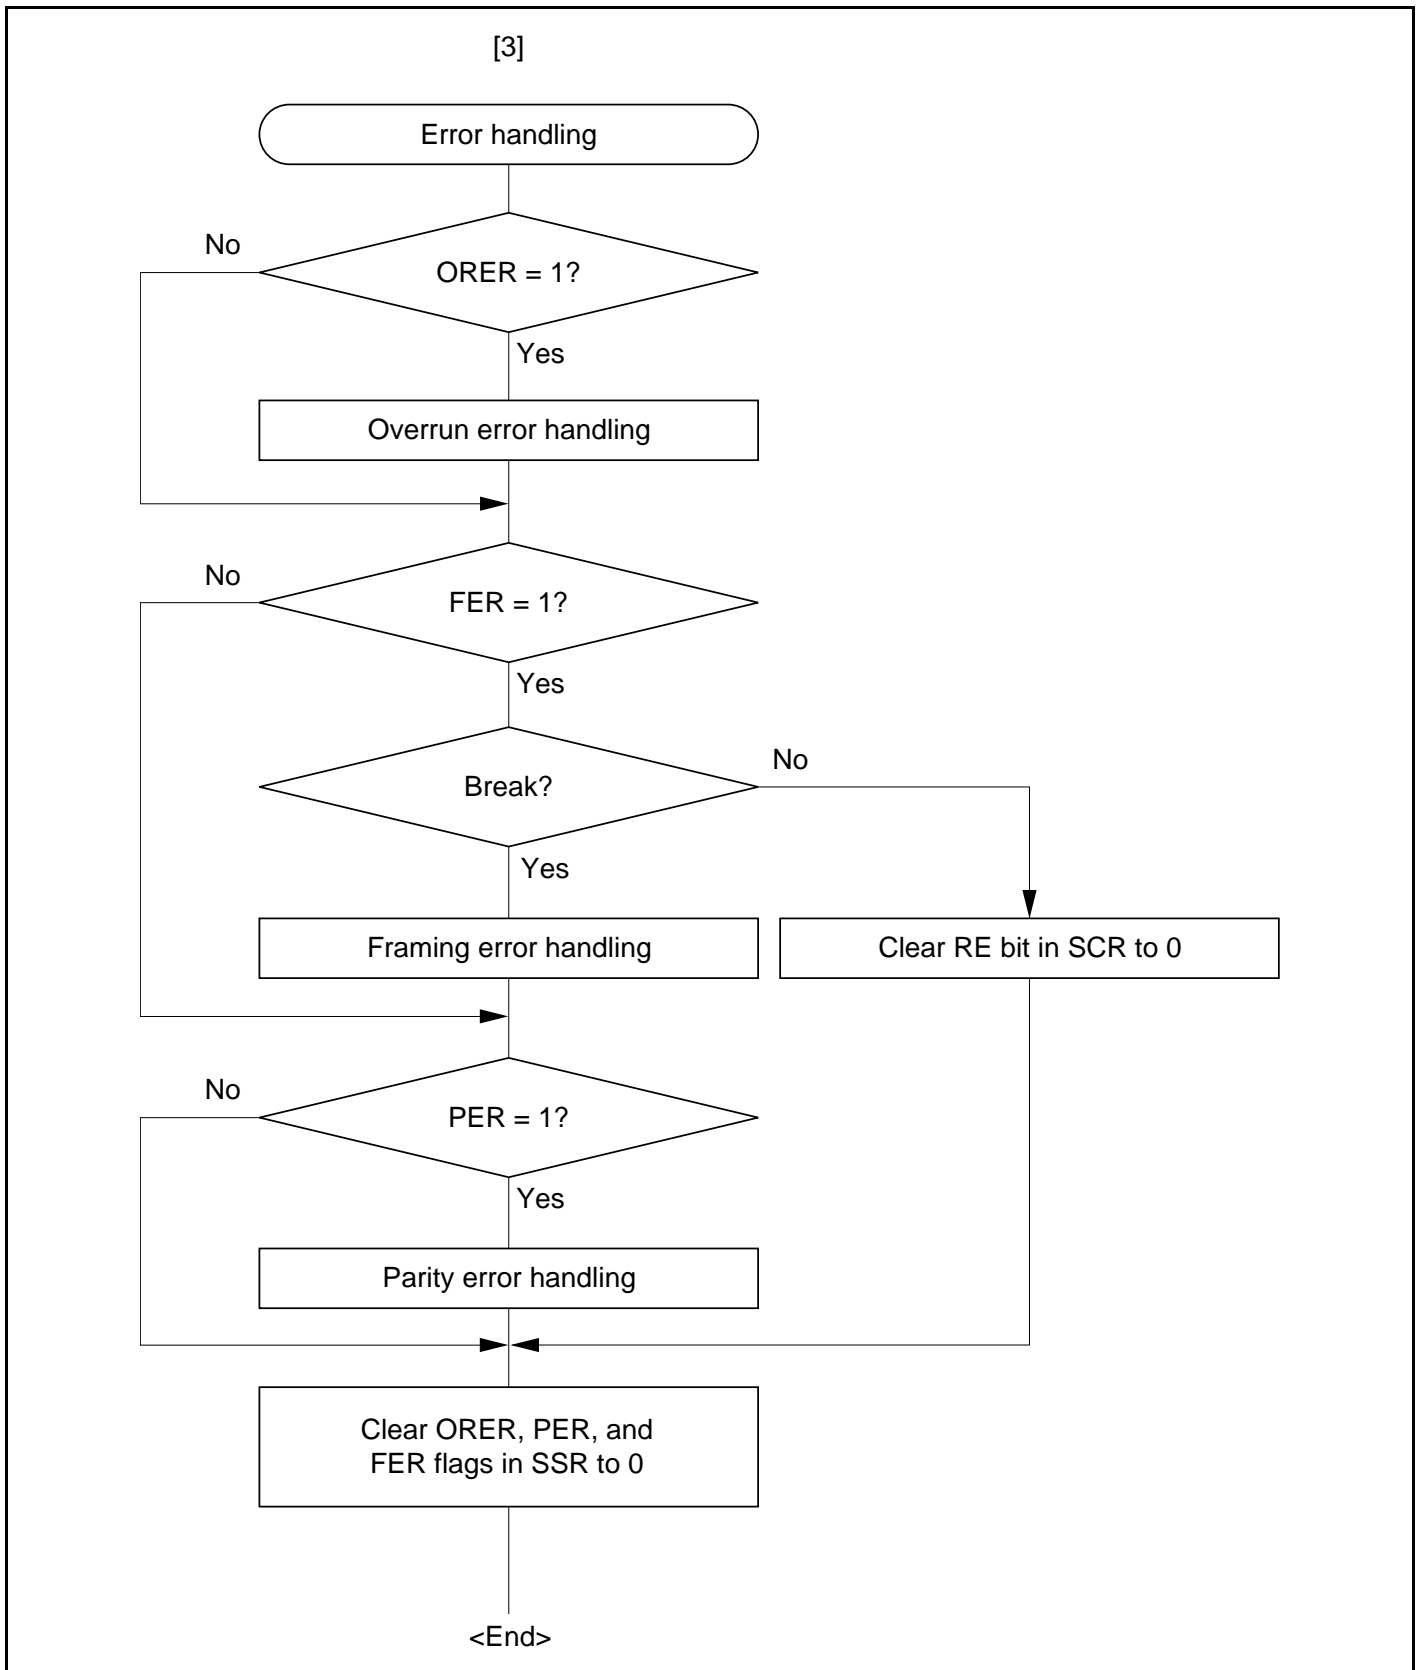 [3]
Error handling
No
ORER = 1?
Yes
Overrun error handling
No
FER = 1?
Yes
No
Break?
Yes
Framing error handling
Clear RE bit in SCR to 0
No
PER = 1?
Yes
Parity error handling
Clear ORER, PER, and
FER flags in SSR to 0
<End>